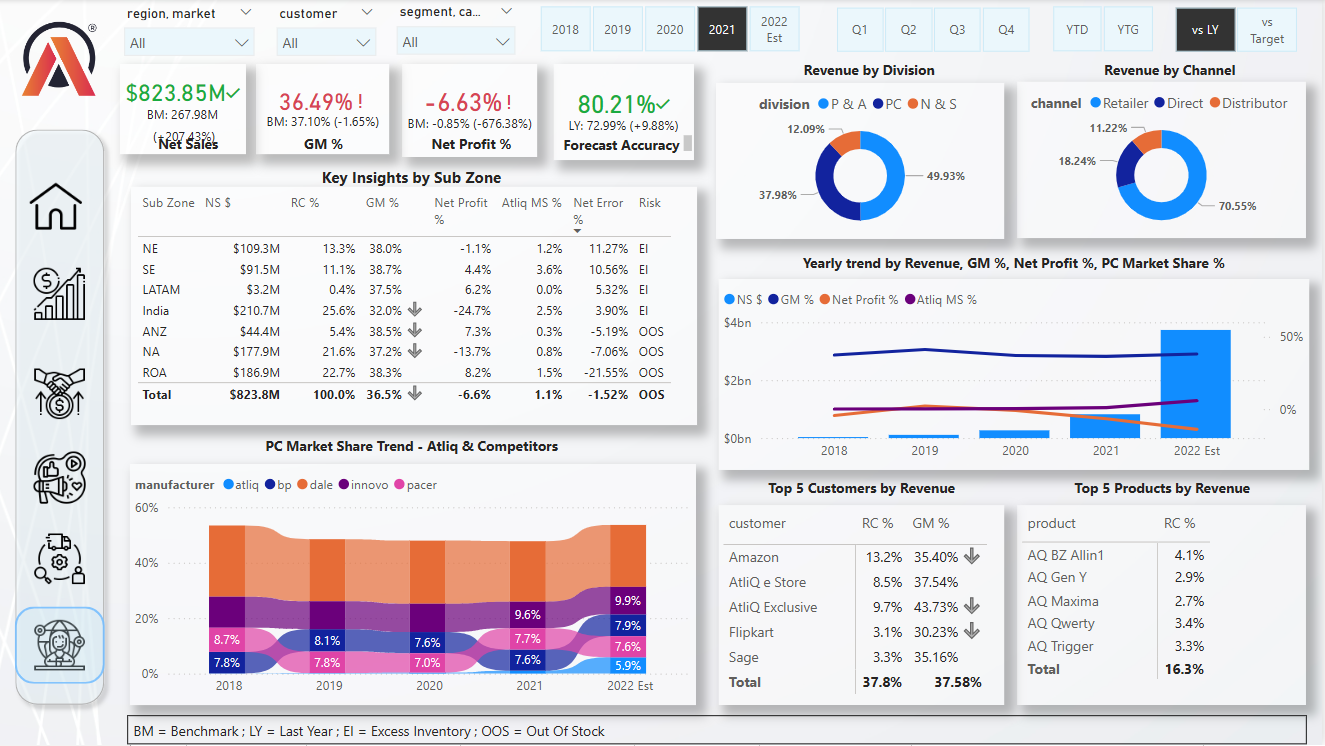 region, market
customer
segment, ca...
All
All
All
2018
2019
2020
2021
2022 Est
Q1
Q2
Q3
Q4
YTD
YTG
vs LY
vs Target
®
$823.85M
BM: 267.98M
(+207.43%)
Net Sales
36.49% !
BM: 37.10% (-1.65%)
GM %
-6.63% !
BM: -0.85% (-676.38%)
Net Profit %
80.21%
LY: 72.99% (+9.88%)
Forecast Accuracy
Key Insights by Sub Zone
Sub Zone NS $ RC % GM % Net Profit % Atliq MS % Net Error % Risk
NE $109.3M 13.3% 38.0% -1.1% 1.2% 11.27% EI
SE $91.5M 11.1% 38.7% 4.4% 3.6% 10.56% EI
LATAM $3.2M 0.4% 37.5% 6.2% 0.0% 5.32% EI
India $210.7M 25.6% 32.0% -24.7% 2.5% 3.90% EI
ANZ $44.4M 5.4% 38.5% 7.3% 0.3% -5.19% OOS
NA $177.9M 21.6% 37.2% -13.7% 0.8% -7.06% OOS
ROA $186.9M 22.7% 38.3% 8.2% 1.5% -21.55% OOS
Total $823.8M 100.0% 36.5% -6.6% 1.1% -1.52% OOS
Revenue by Division
division P & A PC N & S
12.09%
49.93%
37.98%
Revenue by Channel
channel Retailer Direct Distributor
11.22%
18.24%
70.55%
Yearly trend by Revenue, GM %, Net Profit %, PC Market Share %
NS $ GM % Net Profit % Atliq MS %
$4bn
$2bn
$0bn
50%
0%
2018 2019 2020 2021 2022 Est
PC Market Share Trend - Atliq & Competitors
manufacturer atliq bp dale innovo pacer
60%
40%
20%
0%
8.7%
7.8%
8.1%
7.8%
7.6%
7.0%
9.6%
7.7%
7.6%
9.9%
7.9%
7.6%
5.9%
2018 2019 2020 2021 2022 Est
Top 5 Customers by Revenue
customer RC % GM %
Amazon 13.2% 35.40%
AtliQ e Store 8.5% 37.54%
AtliQ Exclusive 9.7% 43.73%
Flipkart 3.1% 30.23%
Sage 3.3% 35.16%
Total 37.8% 37.58%
Top 5 Products by Revenue
product RC %
AQ BZ Allin1 4.1%
AQ Gen Y 2.9%
AQ Maxima 2.7%
AQ Qwerty 3.4%
AQ Trigger 3.3%
Total 16.3%
BM = Benchmark ; LY = Last Year ; EI = Excess Inventory ; OOS = Out Of Stock